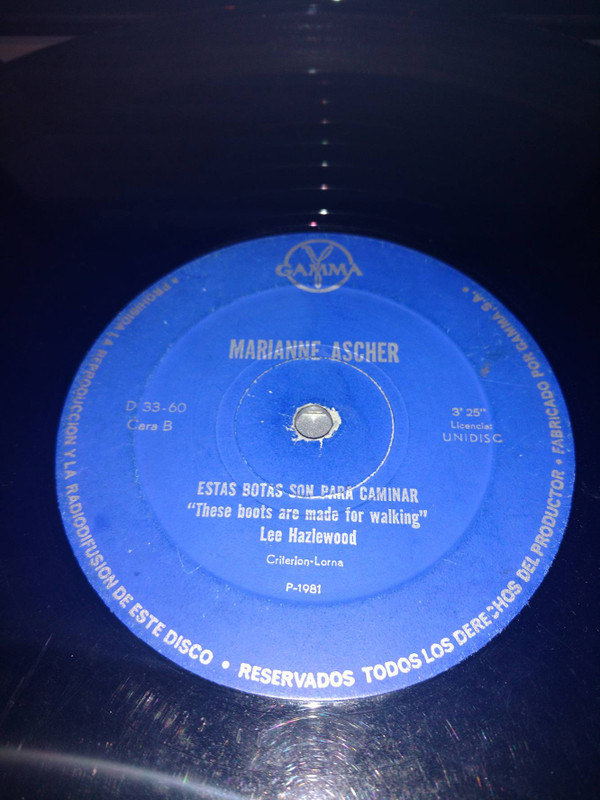 GAMMA
MARIANNE ASCHER
D 33-60
Cara B
3' 25"
Licencia:
UNIDISC
ESTAS BOTAS SON PARA CAMINAR
"These boots are made for walking"
Lee Hazlewood
Criterion-Lorna
P-1981
• PROHIBIDA LA REPRODUCCION Y LA RADIODIFUSION DE ESTE DISCO • RESERVADOS TODOS LOS DERECHOS DEL PRODUCTOR • FABRICADO POR GAMMA, S.A. •